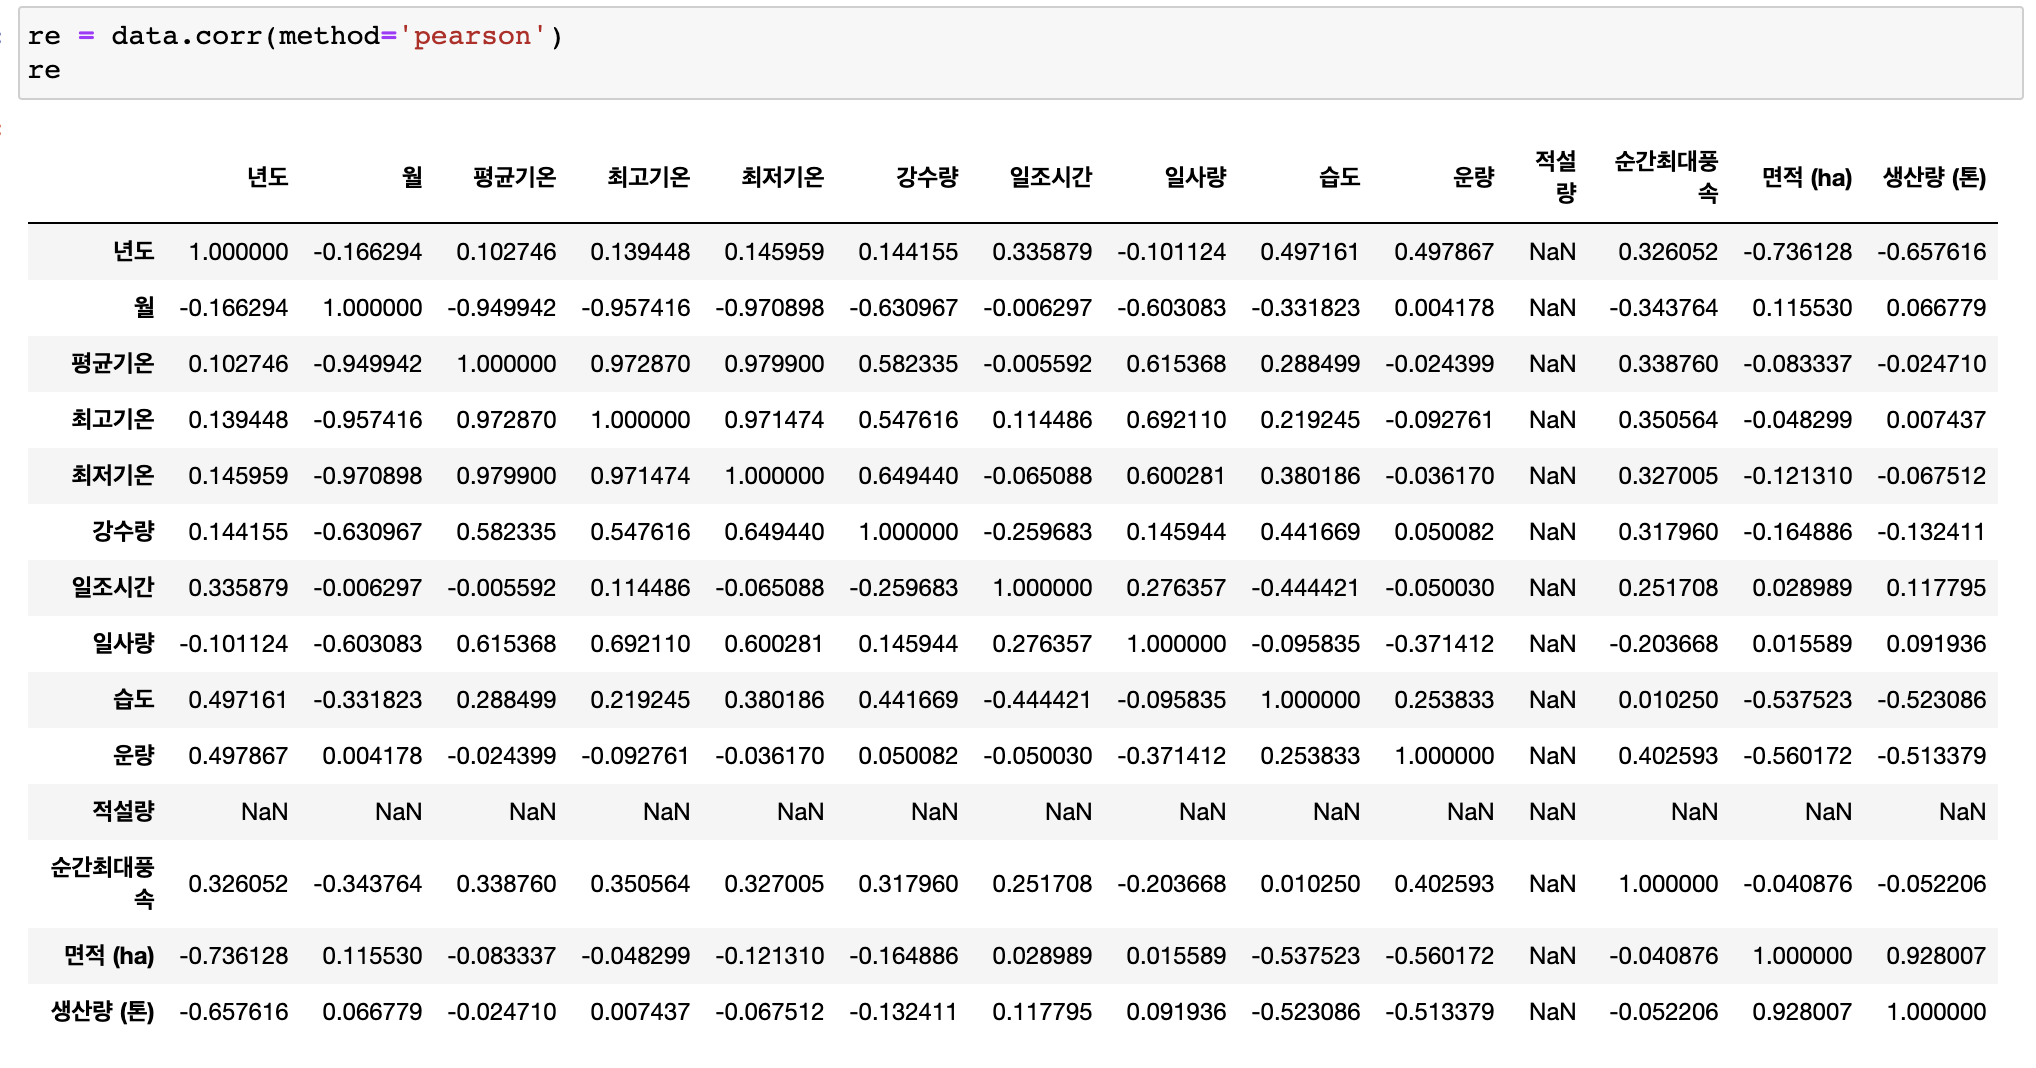 re = data.corr(method='pearson')
re
년도 월 평균기온 최고기온 최저기온 강수량 일조시간 일사량 습도 운량 적설량 순간최대풍속 면적 (ha) 생산량 (톤)
년도 1.000000 -0.166294 0.102746 0.139448 0.145959 0.144155 0.335879 -0.101124 0.497161 0.497867 NaN 0.326052 -0.736128 -0.657616
월 -0.166294 1.000000 -0.949942 -0.957416 -0.970898 -0.630967 -0.006297 -0.603083 -0.331823 0.004178 NaN -0.343764 0.115530 0.066779
평균기온 0.102746 -0.949942 1.000000 0.972870 0.979900 0.582335 -0.005592 0.615368 0.288499 -0.024399 NaN 0.338760 -0.083337 -0.024710
최고기온 0.139448 -0.957416 0.972870 1.000000 0.971474 0.547616 0.114486 0.692110 0.219245 -0.092761 NaN 0.350564 -0.048299 0.007437
최저기온 0.145959 -0.970898 0.979900 0.971474 1.000000 0.649440 -0.065088 0.600281 0.380186 -0.036170 NaN 0.327005 -0.121310 -0.067512
강수량 0.144155 -0.630967 0.582335 0.547616 0.649440 1.000000 -0.259683 0.145944 0.441669 0.050082 NaN 0.317960 -0.164886 -0.132411
일조시간 0.335879 -0.006297 -0.005592 0.114486 -0.065088 -0.259683 1.000000 0.276357 -0.444421 -0.050030 NaN 0.251708 0.028989 0.117795
일사량 -0.101124 -0.603083 0.615368 0.692110 0.600281 0.145944 0.276357 1.000000 -0.095835 -0.371412 NaN -0.203668 0.015589 0.091936
습도 0.497161 -0.331823 0.288499 0.219245 0.380186 0.441669 -0.444421 -0.095835 1.000000 0.253833 NaN 0.010250 -0.537523 -0.523086
운량 0.497867 0.004178 -0.024399 -0.092761 -0.036170 0.050082 -0.050030 -0.371412 0.253833 1.000000 NaN 0.402593 -0.560172 -0.513379
적설량 NaN NaN NaN NaN NaN NaN NaN NaN NaN NaN NaN NaN NaN NaN
순간최대풍속 0.326052 -0.343764 0.338760 0.350564 0.327005 0.317960 0.251708 -0.203668 0.010250 0.402593 NaN 1.000000 -0.040876 -0.052206
면적 (ha) -0.736128 0.115530 -0.083337 -0.048299 -0.121310 -0.164886 0.028989 0.015589 -0.537523 -0.560172 NaN -0.040876 1.000000 0.928007
생산량 (톤) -0.657616 0.066779 -0.024710 0.007437 -0.067512 -0.132411 0.117795 0.091936 -0.523086 -0.513379 NaN -0.052206 0.928007 1.000000